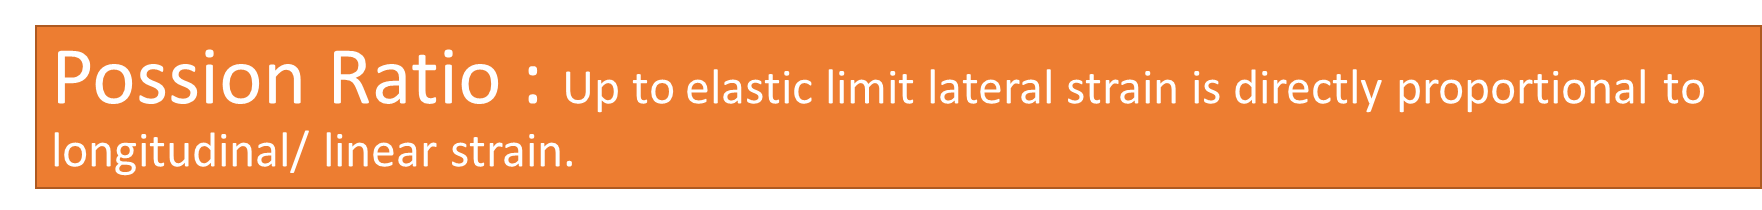 Possion Ratio : Up to elastic limit lateral strain is directly proportional to
longitudinal/ linear strain.